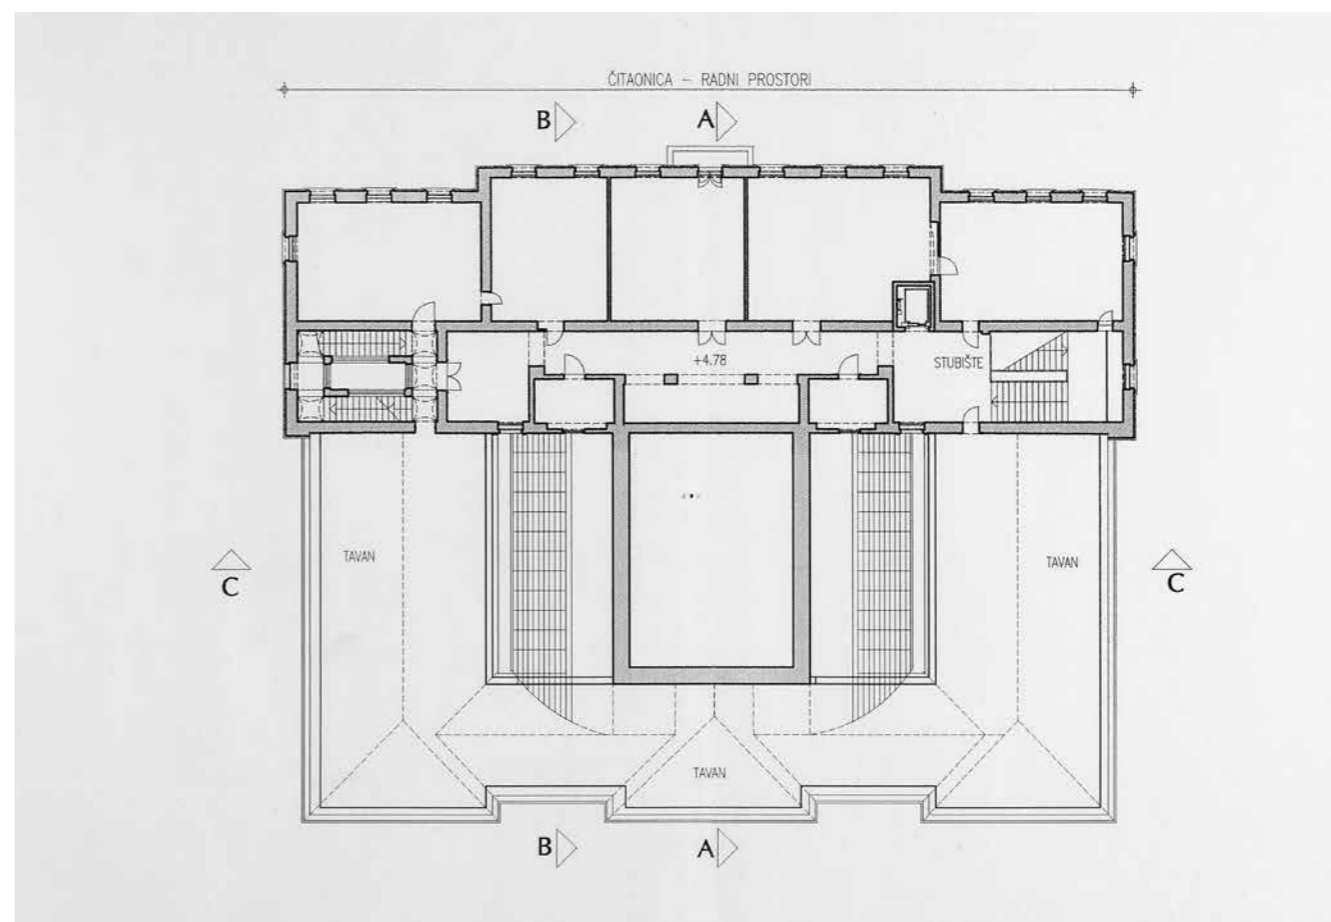 ČITAONICA – RADNI PROSTORI
B A
+4.78
STUBIŠTE
TAVAN TAVAN
C C
TAVAN
B A